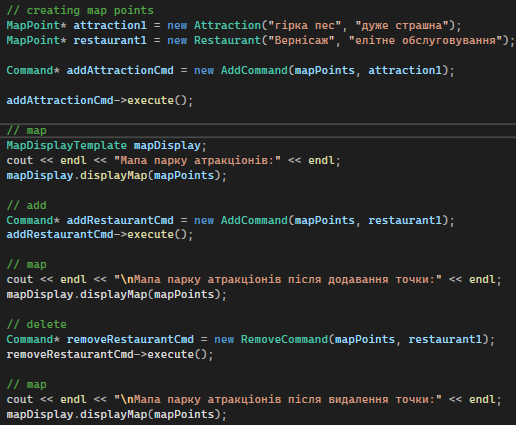 // creating map points
MapPoint* attraction1 = new Attraction("гірка пес", "дуже страшна");
MapPoint* restaurant1 = new Restaurant("Вернісаж", "елітне обслуговування");
Command* addAttractionCmd = new AddCommand(mapPoints, attraction1);
addAttractionCmd->execute();
// map
MapDisplayTemplate mapDisplay;
cout << endl << "Мапа парку атракціонів:" << endl;
mapDisplay.displayMap(mapPoints);
// add
Command* addRestaurantCmd = new AddCommand(mapPoints, restaurant1);
addRestaurantCmd->execute();
// map
cout << endl << "\nМапа парку атракціонів після додавання точки:" << endl;
mapDisplay.displayMap(mapPoints);
// delete
Command* removeRestaurantCmd = new RemoveCommand(mapPoints, restaurant1);
removeRestaurantCmd->execute();
// map
cout << endl << "\nМапа парку атракціонів після видалення точки:" << endl;
mapDisplay.displayMap(mapPoints);